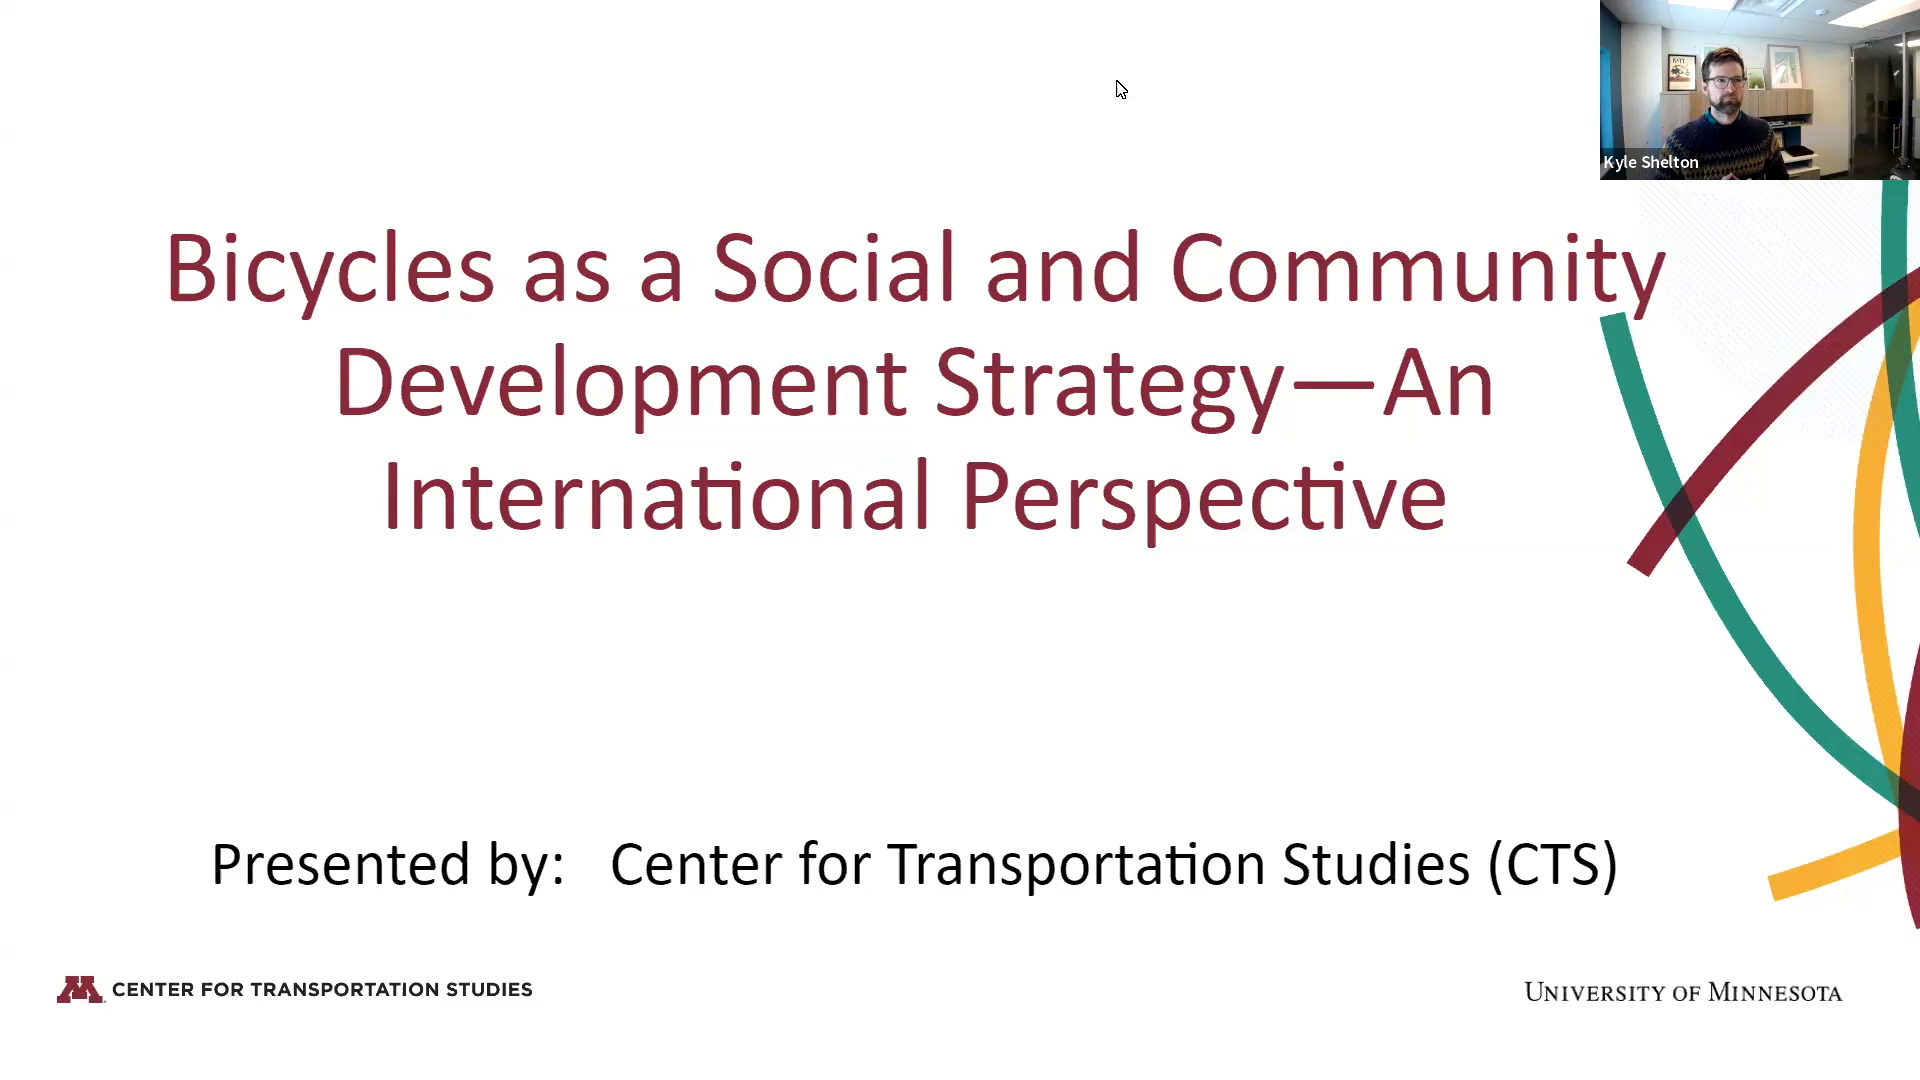 Kyle Shelton
Bicycles as a Social and Community
Development Strategy—An
International Perspective
Presented by: Center for Transportation Studies (CTS)
CENTER FOR TRANSPORTATION STUDIES
UNIVERSITY OF MINNESOTA